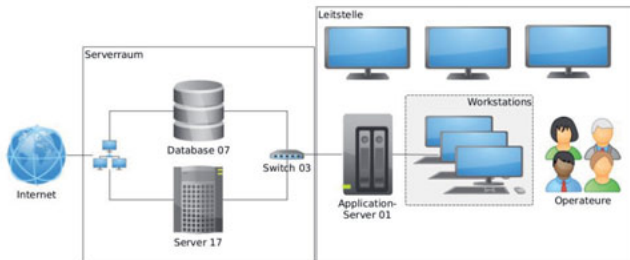 Leitstelle
Serverraum
Workstations
Database 07
Switch 03
Internet
Application-
Server 01
Operateure
Server 17